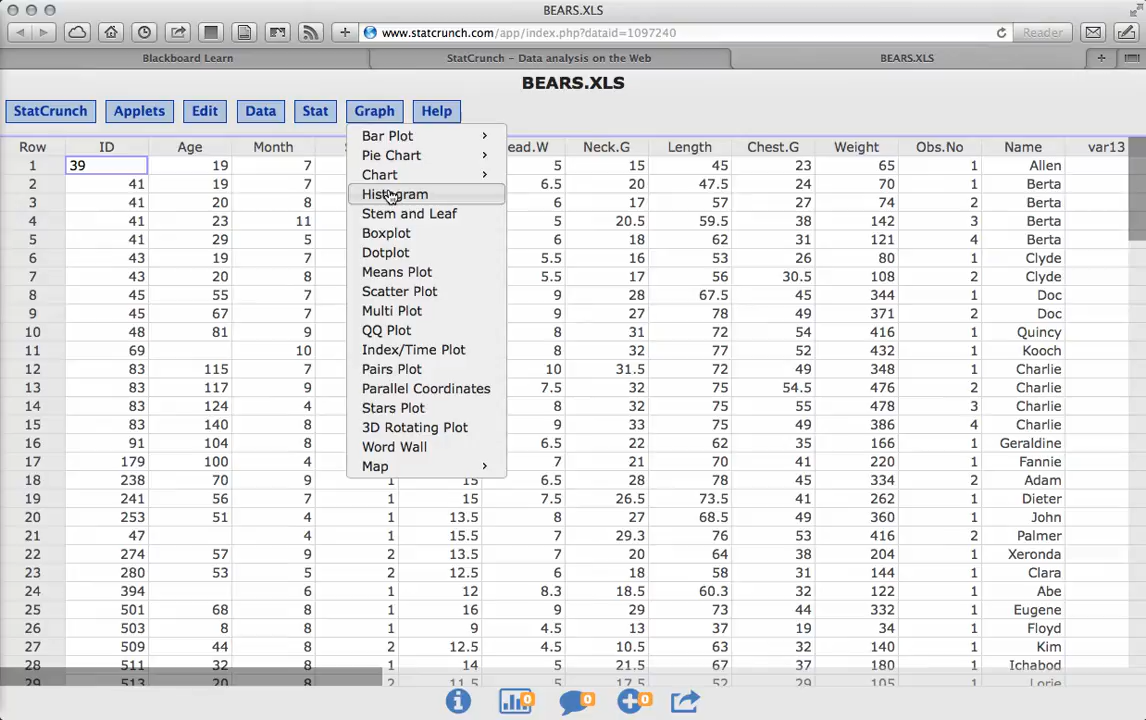 BEARS.XLS
www.statcrunch.com/app/index.php?dataid=1097240 Reader
Blackboard Learn StatCrunch – Data analysis on the Web BEARS.XLS +
BEARS.XLS
StatCrunch Applets Edit Data Stat Graph Help
Bar Plot
Pie Chart
Chart
Histogram
Stem and Leaf
Boxplot
Dotplot
Means Plot
Scatter Plot
Multi Plot
QQ Plot
Index/Time Plot
Pairs Plot
Parallel Coordinates
Stars Plot
3D Rotating Plot
Word Wall
Map
Row ID Age Month ead.W Neck.G Length Chest.G Weight Obs.No Name var13
1 39 19 7 5 15 45 23 65 1 Allen
2 41 19 7 6.5 20 47.5 24 70 1 Berta
3 41 20 8 6 17 57 27 74 2 Berta
4 41 23 11 5 20.5 59.5 38 142 3 Berta
5 41 29 5 6 18 62 31 121 4 Berta
6 43 19 7 5.5 16 53 26 80 1 Clyde
7 43 20 8 5.5 17 56 30.5 108 2 Clyde
8 45 55 7 9 28 67.5 45 344 1 Doc
9 45 67 7 9 27 78 49 371 2 Doc
10 48 81 9 8 31 72 54 416 1 Quincy
11 69 10 8 32 77 52 432 1 Kooch
12 83 115 7 10 31.5 72 49 348 1 Charlie
13 83 117 9 7.5 32 75 54.5 476 2 Charlie
14 83 124 4 8 32 75 55 478 3 Charlie
15 83 140 8 9 33 75 49 386 4 Charlie
16 91 104 8 6.5 22 62 35 166 1 Geraldine
17 179 100 4 7 21 70 41 220 1 Fannie
18 238 70 9 1 15 6.5 28 78 45 334 2 Adam
19 241 56 7 1 15 7.5 26.5 73.5 41 262 1 Dieter
20 253 51 4 1 13.5 8 27 68.5 49 360 1 John
21 47 4 1 15.5 7 29.3 76 53 416 2 Palmer
22 274 57 9 2 13.5 7 20 64 38 204 1 Xeronda
23 280 53 5 2 12.5 6 18 58 31 144 1 Clara
24 394 6 1 12 8.3 18.5 60.3 32 122 1 Abe
25 501 68 8 1 16 9 29 73 44 332 1 Eugene
26 503 8 8 1 9 4.5 13 37 19 34 1 Floyd
27 509 44 8 2 12.5 4.5 10.5 63 32 140 1 Kim
28 511 32 8 1 14 5 21.5 67 37 180 1 Ichabod
29 513 20 8 2 11.5 5 17.5 52 29 105 1 Lorie
0 0 0